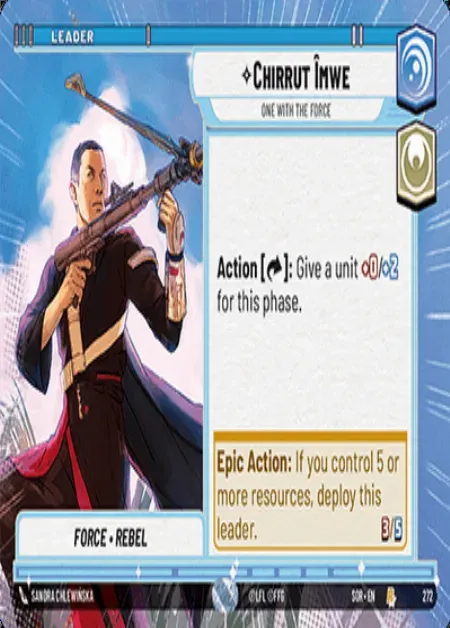 LEADER
✧CHIRRUT ÎMWE
ONE WITH THE FORCE
Action [↷]: Give a unit +0/+2
for this phase.
Epic Action: If you control 5 or
more resources, deploy this
leader.
3/5
FORCE • REBEL
SANDRA CHLEWIŃSKA
©LFL ©FFG
SOR • EN
272